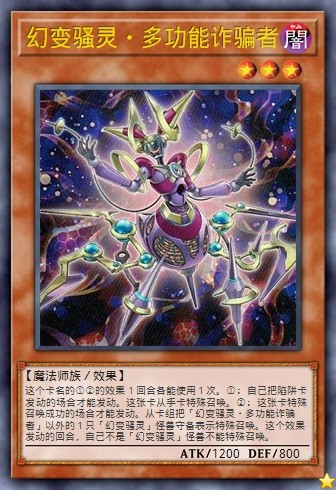 幻变骚灵・多功能诈骗者
闇
【魔法师族／效果】
这个卡名的①②的效果１回合各能使用１次。①：自己把陷阱卡
发动的场合才能发动。这张卡从手卡特殊召唤。②：这张卡特殊
召唤成功的场合才能发动。从卡组把「幻变骚灵・多功能诈骗
者」以外的１只「幻变骚灵」怪兽守备表示特殊召唤。这个效果
发动的回合，自己不是「幻变骚灵」怪兽不能特殊召唤。
ATK/1200 DEF/800